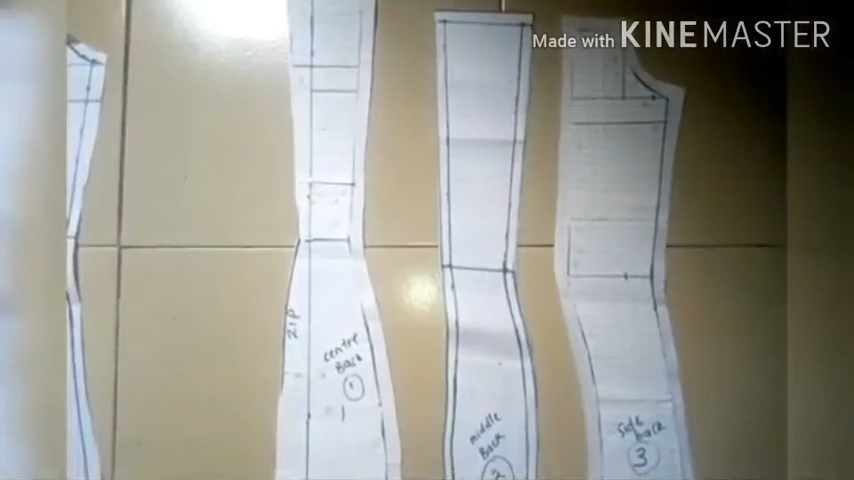 Made with KINEMASTER
ZIP
centre
Back
1
middle
Back
2
Side
back
3